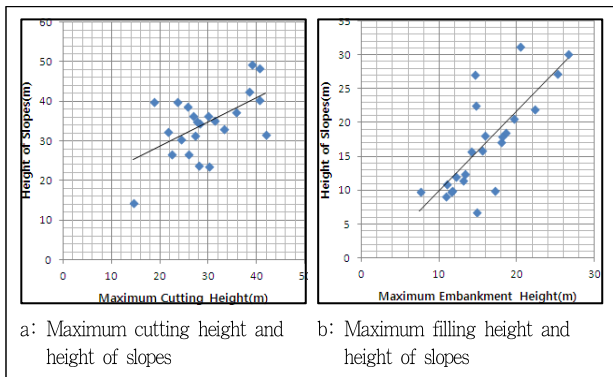 Height of Slopes(m)
60
50
40
30
20
10
0
0 10 20 30 40 50
Maximum Cutting Height(m)
Height of Slopes(m)
35
30
25
20
15
10
5
0
0 10 20 30
Maximum Embankment Height(m)
a: Maximum cutting height and
height of slopes
b: Maximum filling height and
height of slopes